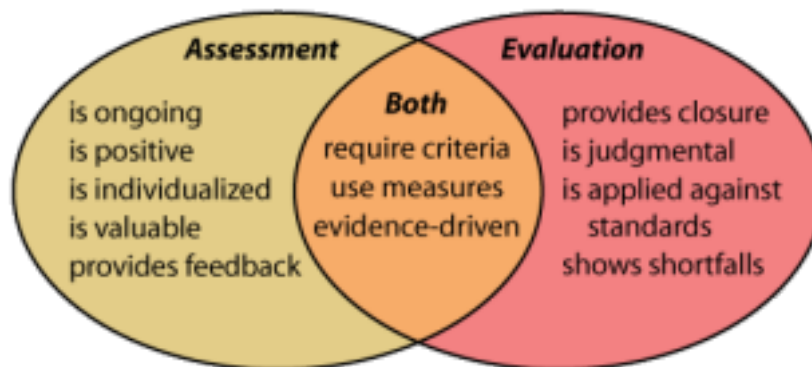 Assessment
is ongoing
is positive
is individualized
is valuable
provides feedback
Both
require criteria
use measures
evidence-driven
Evaluation
provides closure
is judgmental
is applied against
standards
shows shortfalls